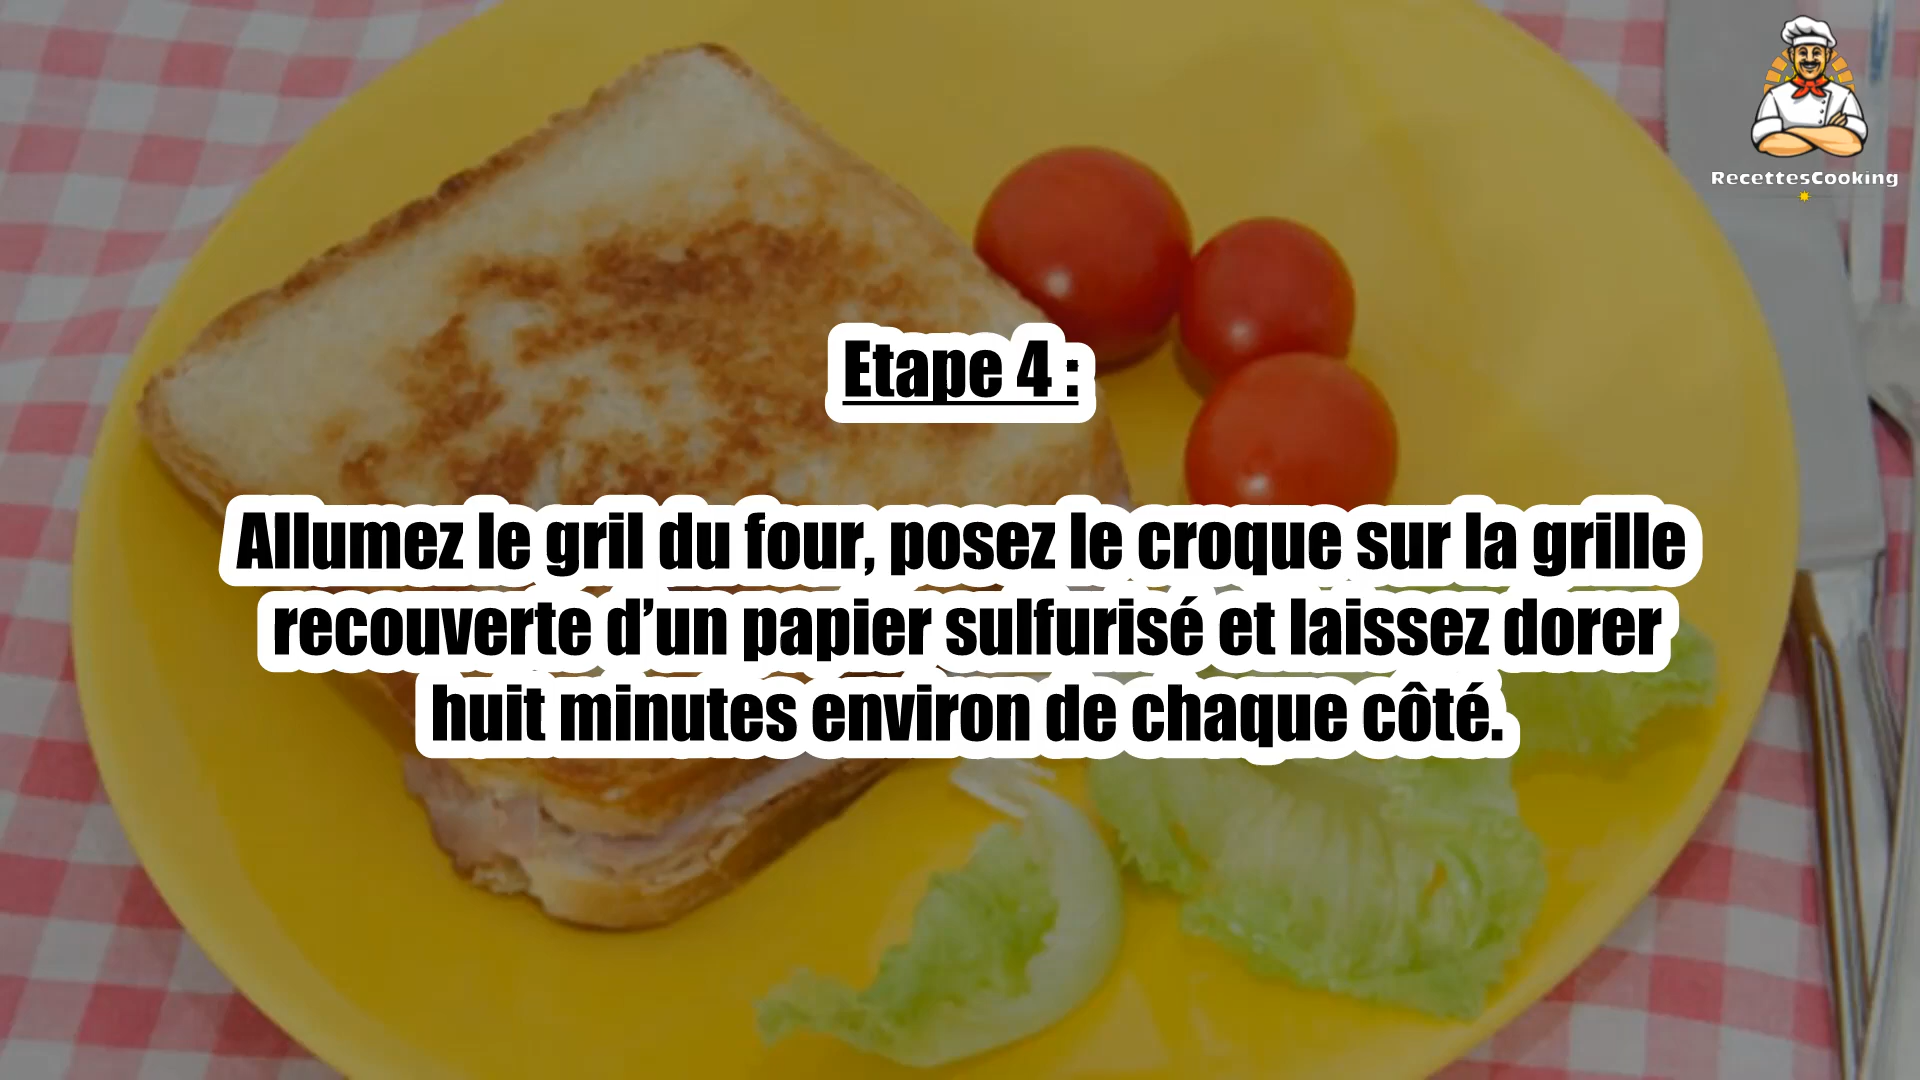 RecettesCooking
Etape 4 :
Allumez le gril du four, posez le croque sur la grille
recouverte d’un papier sulfurisé et laissez dorer
huit minutes environ de chaque côté.